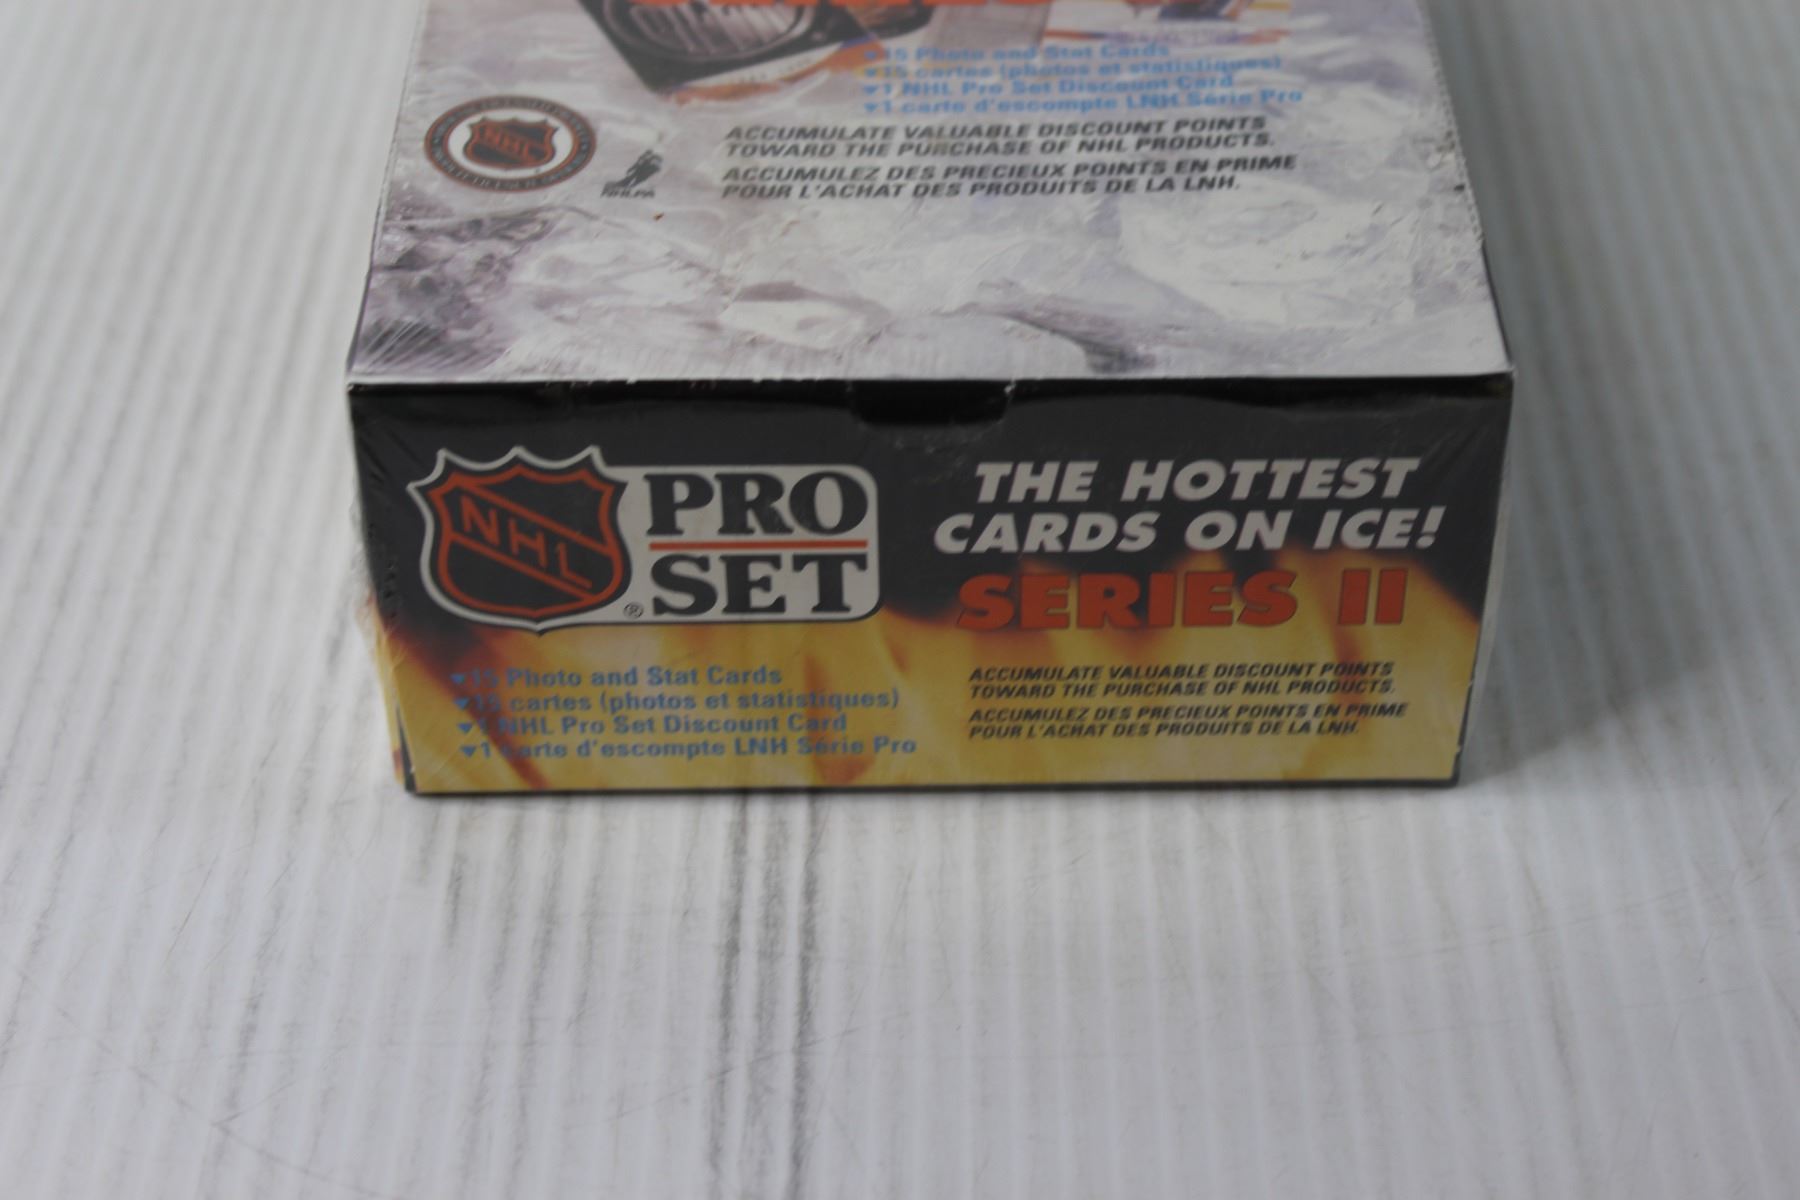 15 Photo and Stat Cards
15 cartes (photos et statistiques)
1 NHL Pro Set Discount Card
1 carte d'escompte LNH Série Pro
ACCUMULATE VALUABLE DISCOUNT POINTS
TOWARD THE PURCHASE OF NHL PRODUCTS.
ACCUMULEZ DES PRECIEUX POINTS EN PRIME
POUR L'ACHAT DES PRODUITS DE LA LNH.
NHL
NHLPA
NHL
PRO
SET
®
THE HOTTEST
CARDS ON ICE!
SERIES II
15 Photo and Stat Cards
15 cartes (photos et statistiques)
1 NHL Pro Set Discount Card
1 carte d'escompte LNH Série Pro
ACCUMULATE VALUABLE DISCOUNT POINTS
TOWARD THE PURCHASE OF NHL PRODUCTS.
ACCUMULEZ DES PRECIEUX POINTS EN PRIME
POUR L'ACHAT DES PRODUITS DE LA LNH.